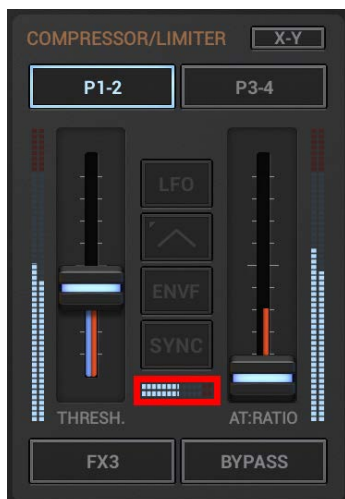 COMPRESSOR/LIMITER X-Y
P1-2 P3-4
LFO
ENVF
SYNC
THRESH. AT:RATIO
FX3 BYPASS